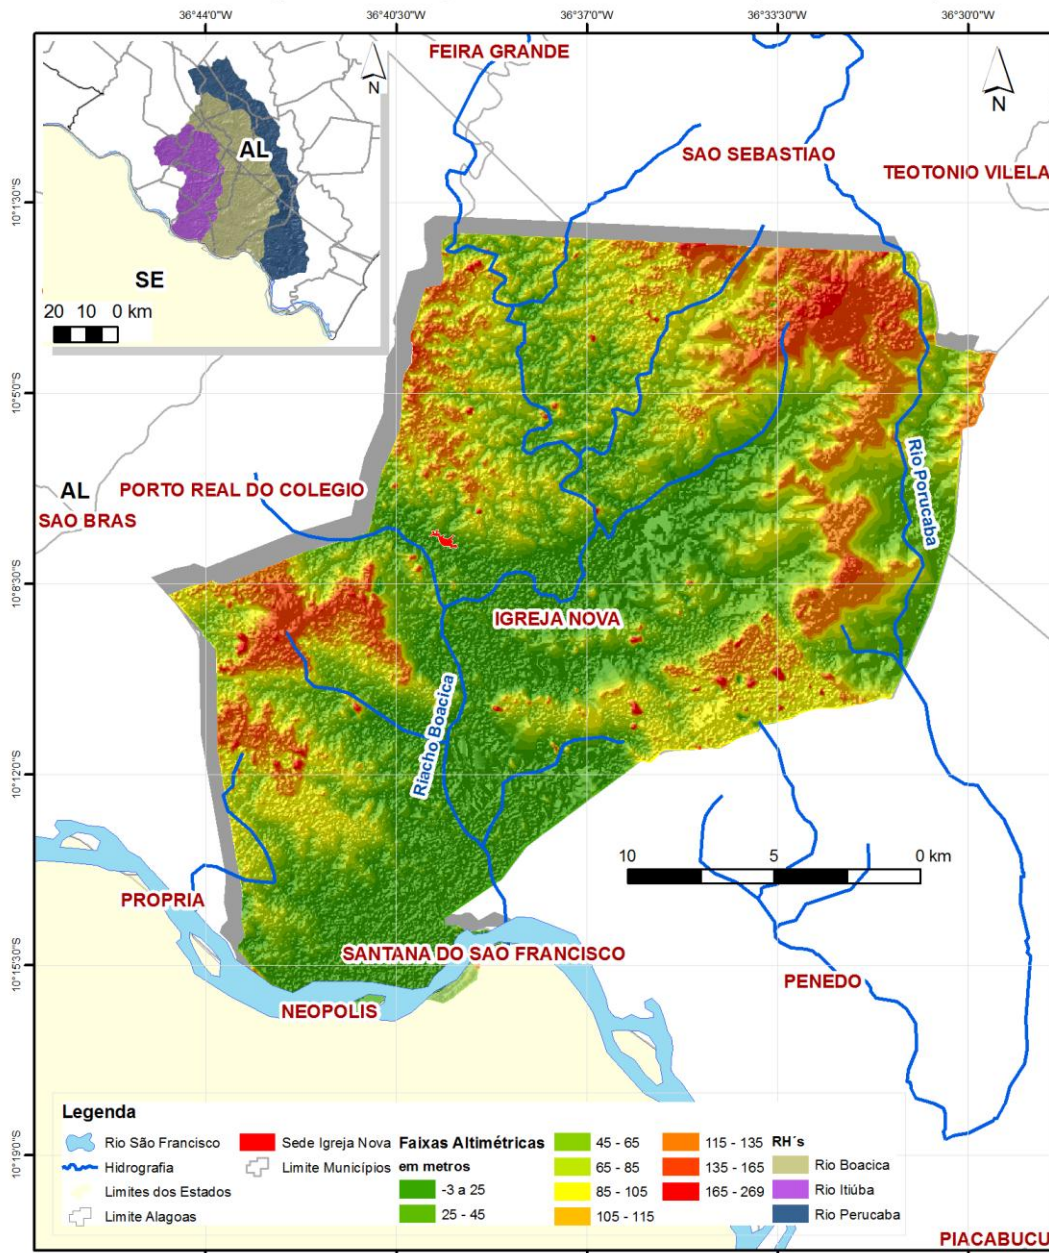 36°44'0"W
36°40'30"W
36°37'0"W
36°33'30"W
36°30'0"W
FEIRA GRANDE
N
N
AL
SAO SEBASTIAO
TEOTONIO VILELA
10°1'30"S
SE
20 10 0 km
10°5'0"S
AL
PORTO REAL DO COLEGIO
SAO BRAS
Rio Porucaba
10°8'30"S
IGREJA NOVA
Riacho Boacica
10°12'0"S
10 5 0 km
PROPRIA
SANTANA DO SAO FRANCISCO
10°15'30"S
PENEDO
NEOPOLIS
10°19'0"S
Legenda
Rio São Francisco
Hidrografia
Limites dos Estados
Limite Alagoas
Sede Igreja Nova
Limite Municípios
Faixas Altimétricas
em metros
-3 a 25
25 - 45
45 - 65
65 - 85
85 - 105
105 - 115
115 - 135
135 - 165
165 - 269
RH´s
Rio Boacica
Rio Itiúba
Rio Perucaba
PIACABUCU